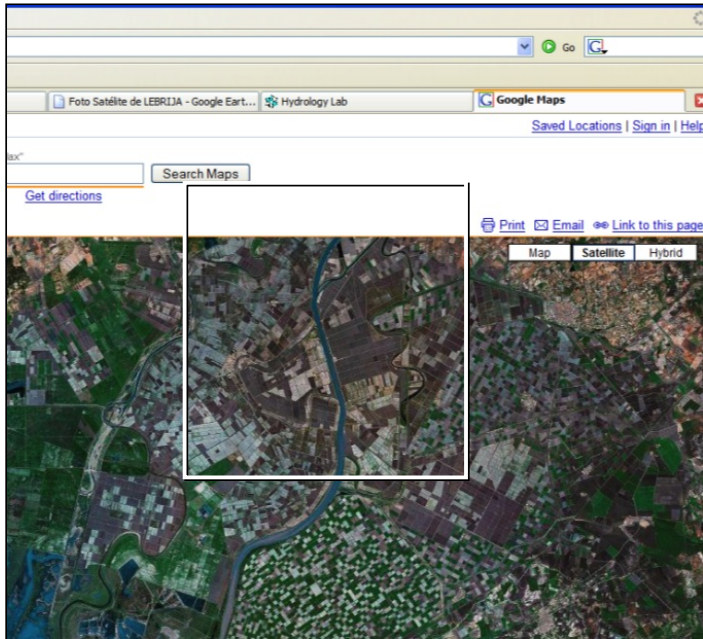 Go G
Foto Satélite de LEBRIJA - Google Eart... Hydrology Lab G Google Maps
Saved Locations | Sign in | Help
fax"
Search Maps
Get directions
Print Email Link to this page
Map Satellite Hybrid